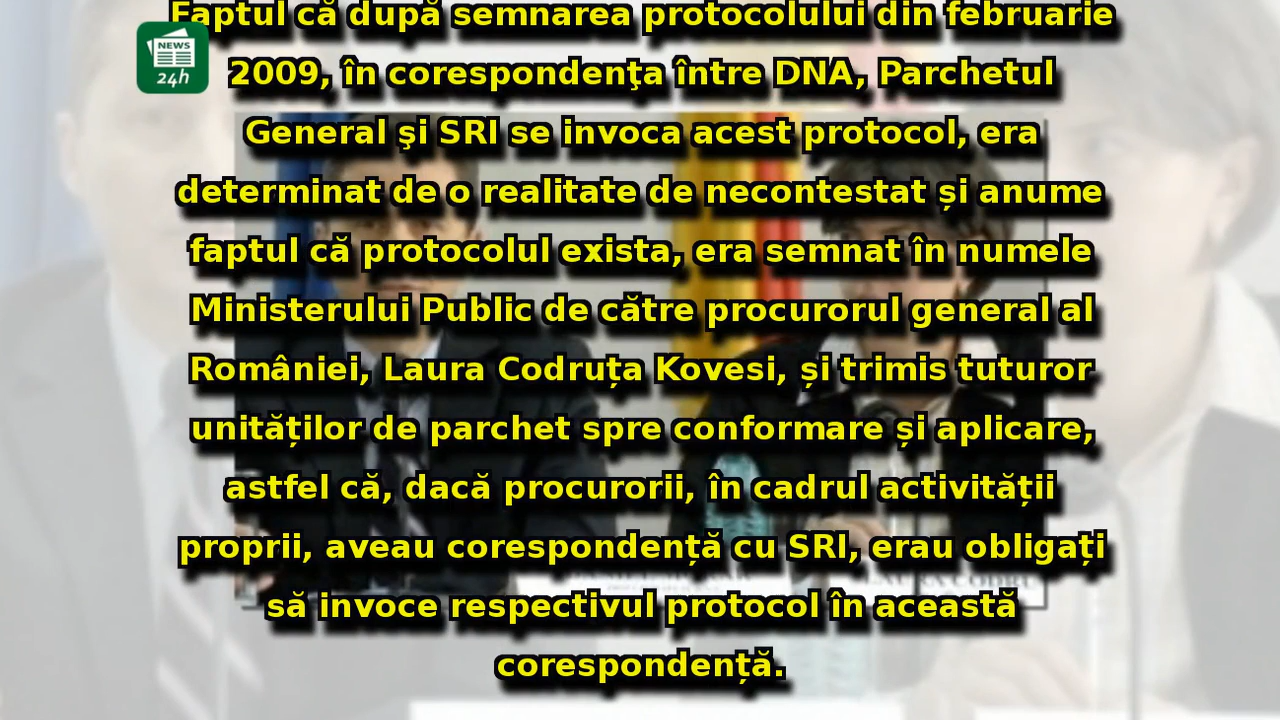 Faptul că după semnarea protocolului din februarie
NEWS
24h
2009, în corespondenţa între DNA, Parchetul
General şi SRI se invoca acest protocol, era
determinat de o realitate de necontestat și anume
faptul că protocolul exista, era semnat în numele
Ministerului Public de către procurorul general al
României, Laura Codruța Kovesi, și trimis tuturor
unităților de parchet spre conformare și aplicare,
astfel că, dacă procurorii, în cadrul activității
proprii, aveau corespondență cu SRI, erau obligați
să invoce respectivul protocol în această
corespondență.